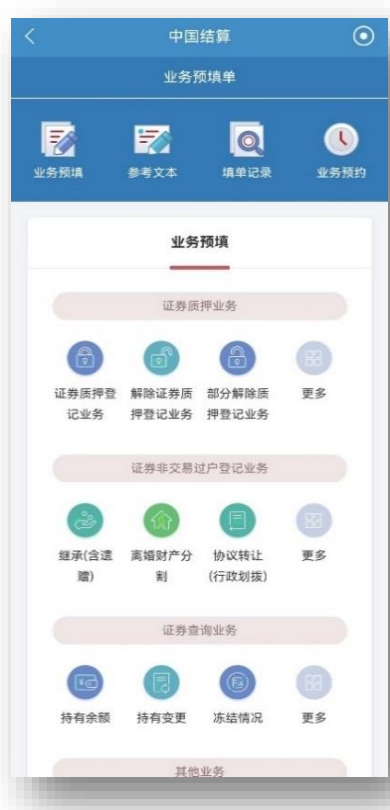 中国结算
业务预填单
业务预填 参考文本 填单记录 业务预约
业务预填
证券质押业务
证券质押登 解除证券质 部分解除质 更多
记业务 押登记业务 押登记业务
证券非交易过户登记业务
继承(含遗 离婚财产分 协议转让 更多
赠) 割 (行政划拨)
证券查询业务
持有余额 持有变更 冻结情况 更多
其他业务